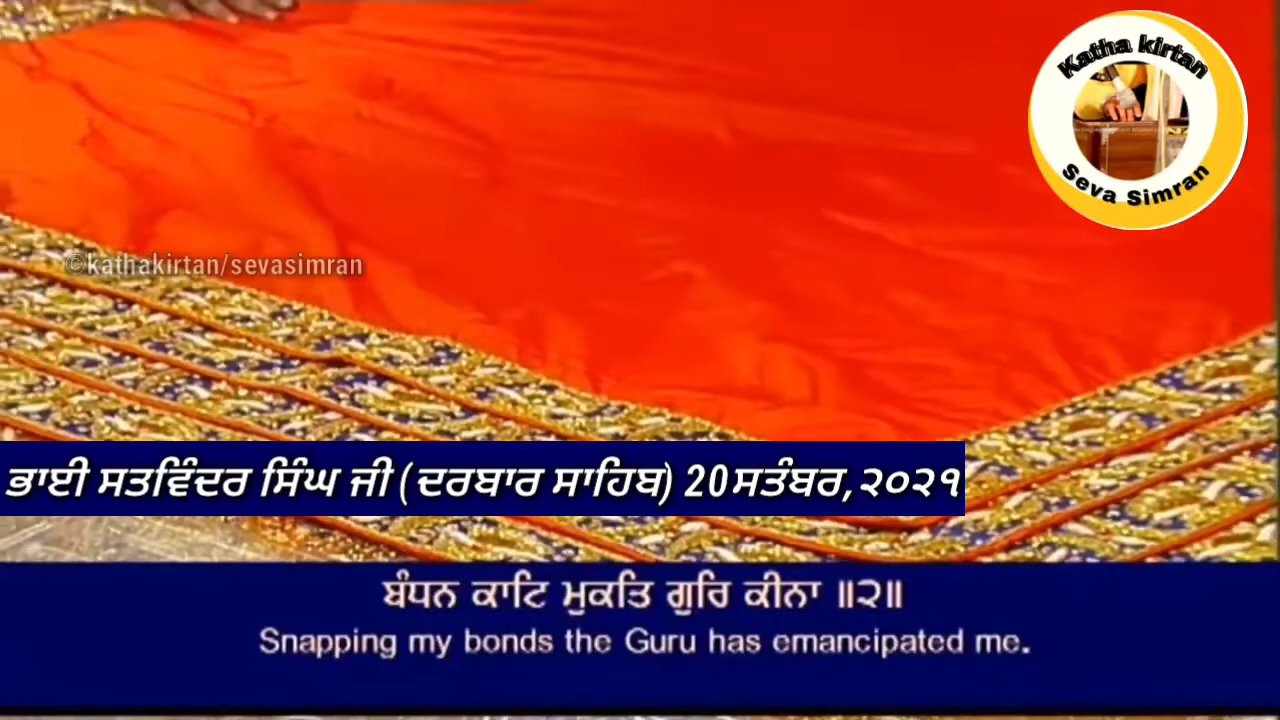 Katha kirtan
Seva Simran
©kathakirtan/sevasimran
ਭਾਈ ਸਤਵਿੰਦਰ ਸਿੰਘ ਜੀ (ਦਰਬਾਰ ਸਾਹਿਬ) 20ਸਤੰਬਰ,੨੦੨੧
ਬੰਧਨ ਕਾਟਿ ਮੁਕਤਿ ਗੁਰਿ ਕੀਨਾ ॥੨॥
Snapping my bonds the Guru has emancipated me.